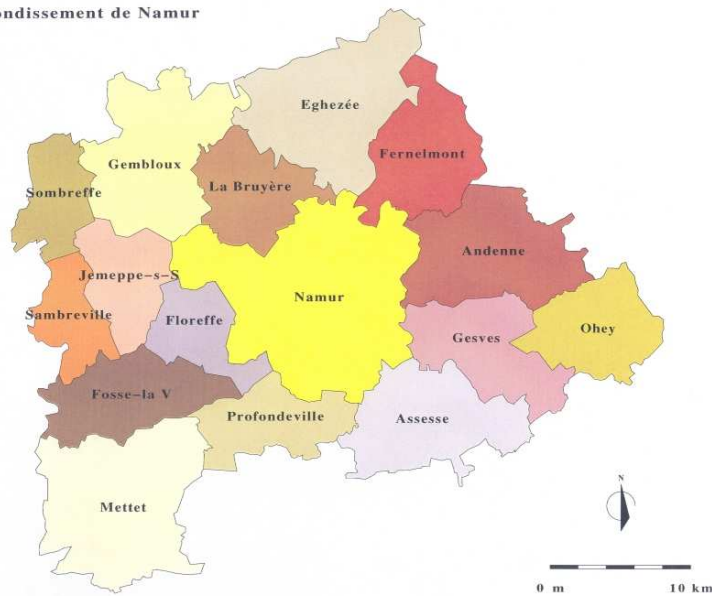 ondissement de Namur
Eghezée
Gembloux
Fernelmont
La Bruyère
Sombreffe
Andenne
Jemeppe-s-S
Namur
Sambreville
Floreffe
Gesves
Ohey
Fosse-la V
Profondeville
Assesse
Mettet
N
0 m
10 km